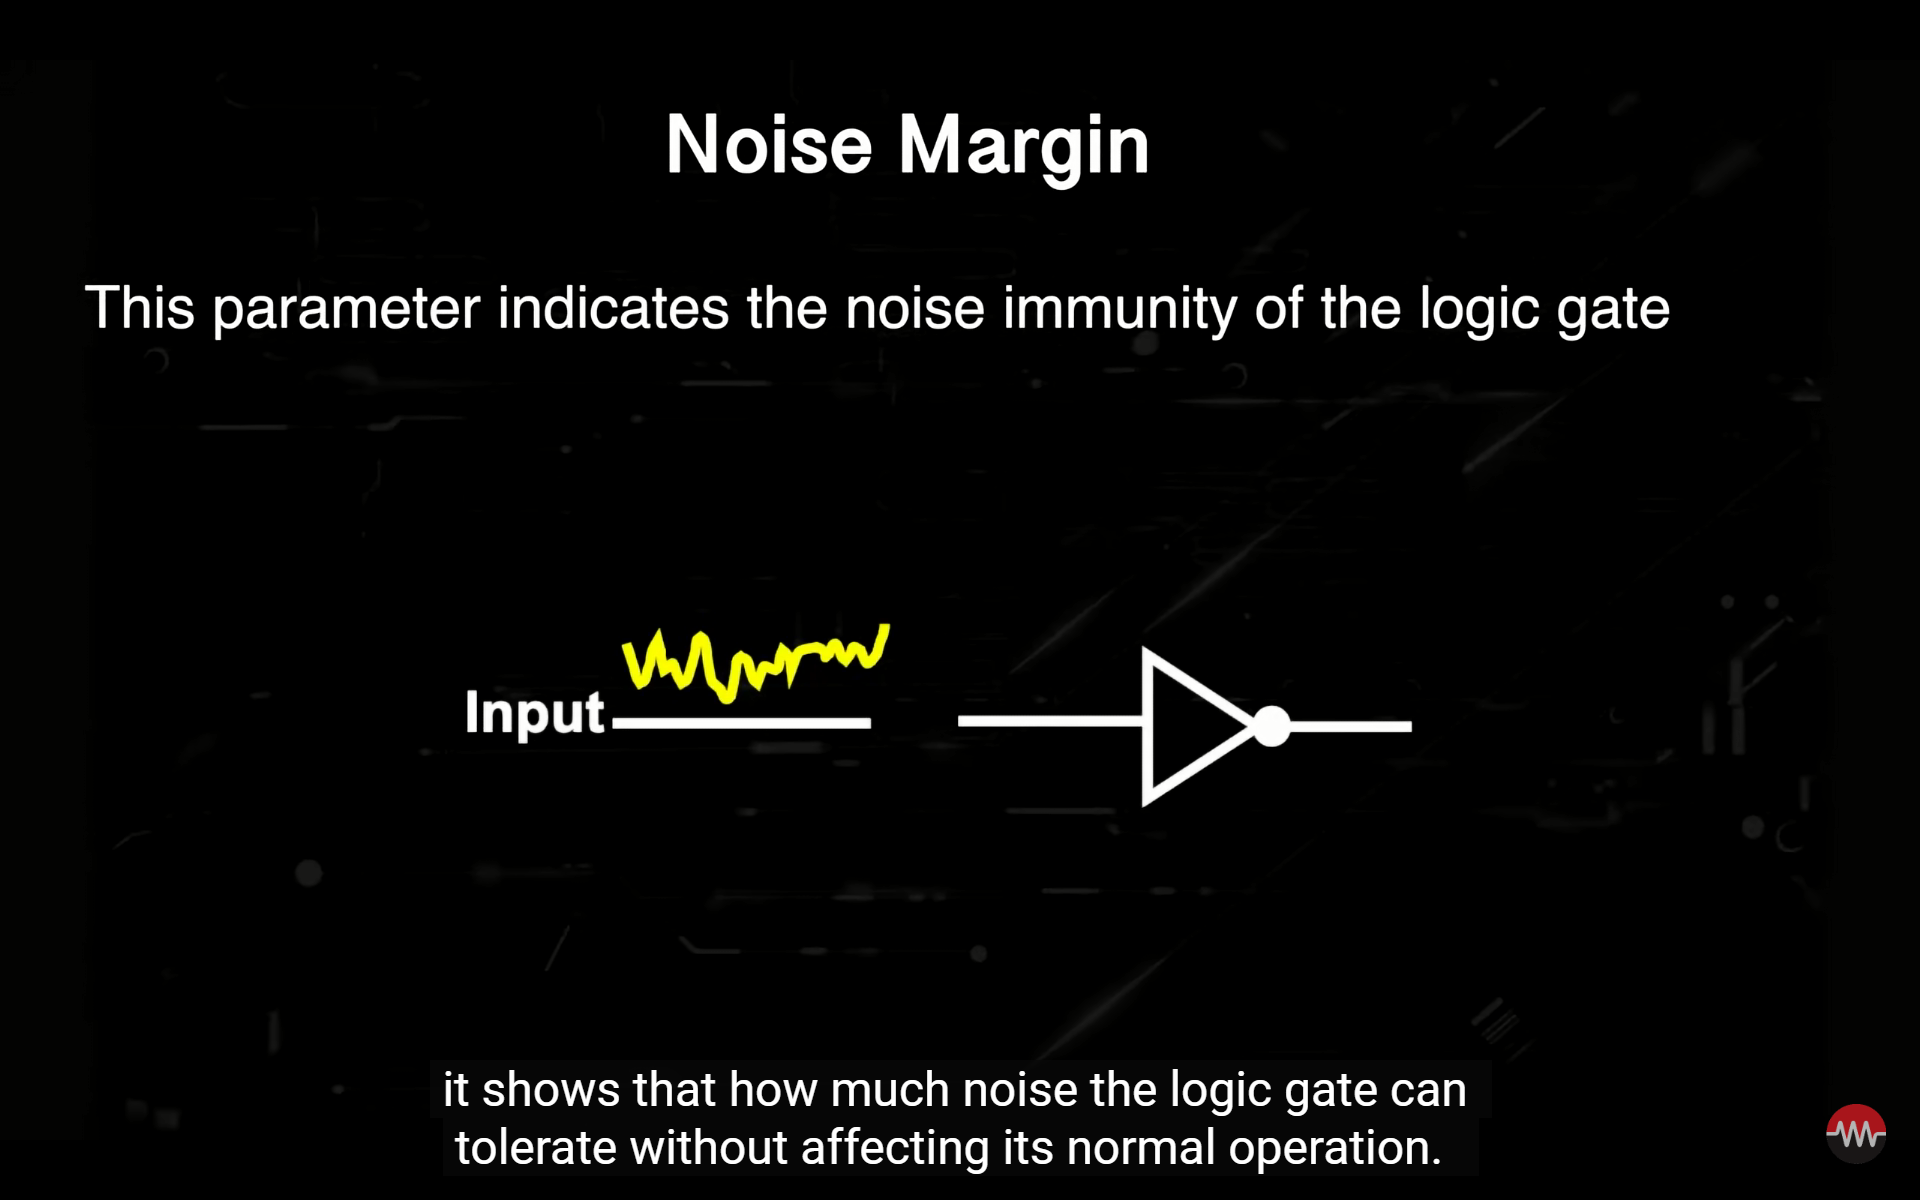 Noise Margin
This parameter indicates the noise immunity of the logic gate
Input
it shows that how much noise the logic gate can
tolerate without affecting its normal operation.